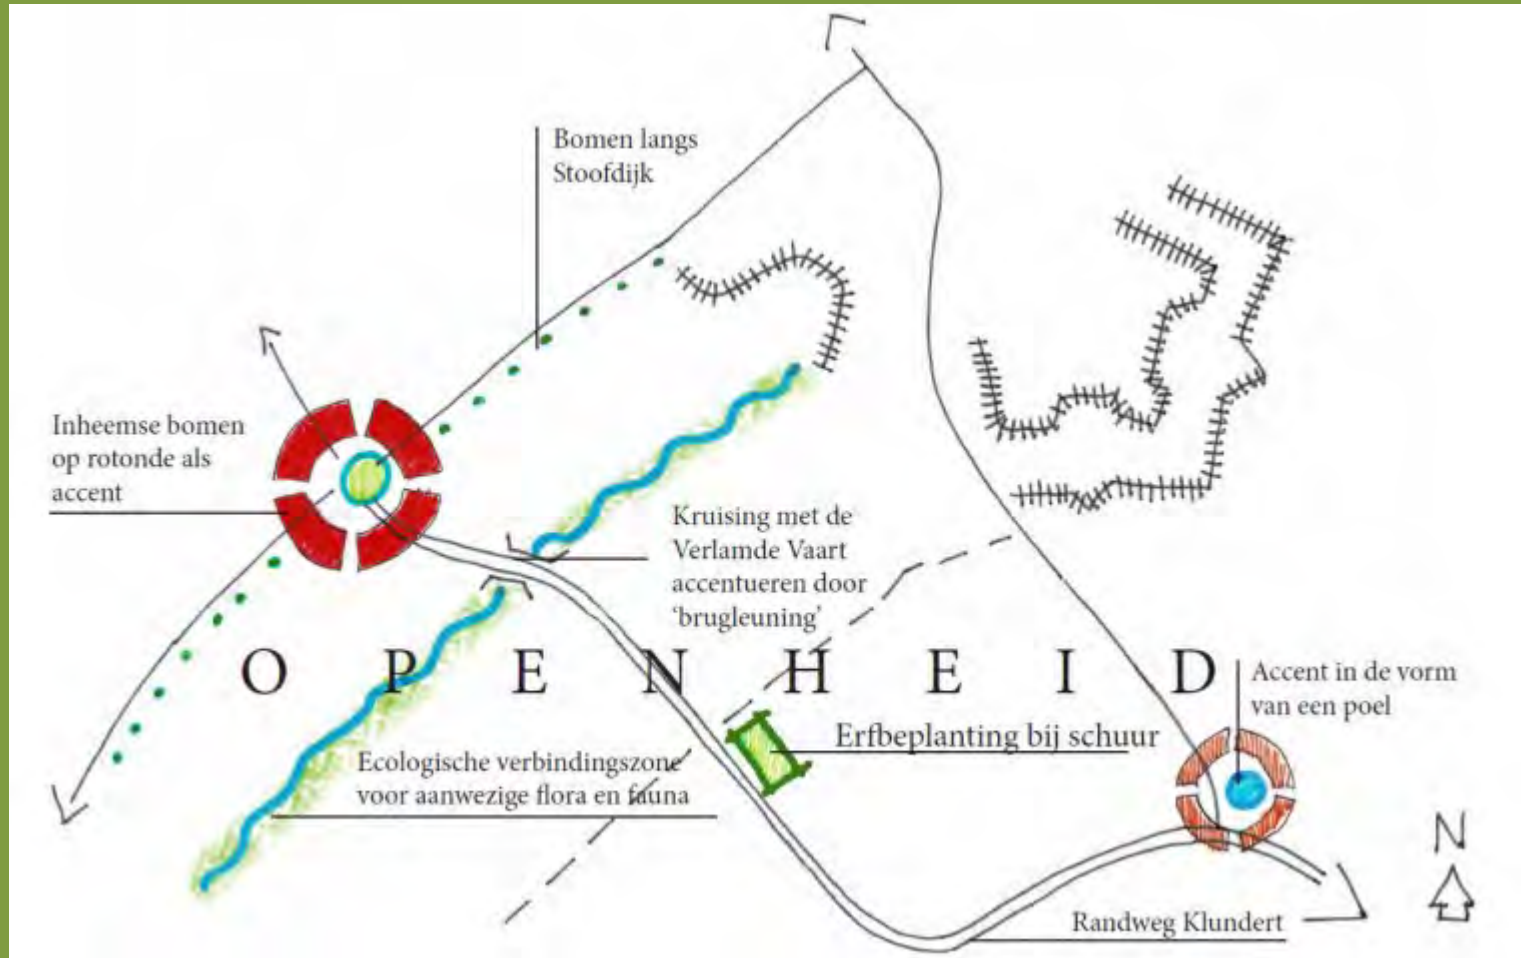 Bomen langs
Stoofdijk
Inheemse bomen
op rotonde als
accent
Kruising met de
Verlamde Vaart
accentueren door
‘brugleuning’
O P E N H E I D
Accent in de vorm
van een poel
Erfbeplanting bij schuur
Ecologische verbindingszone
voor aanwezige flora en fauna
N
Randweg Klundert